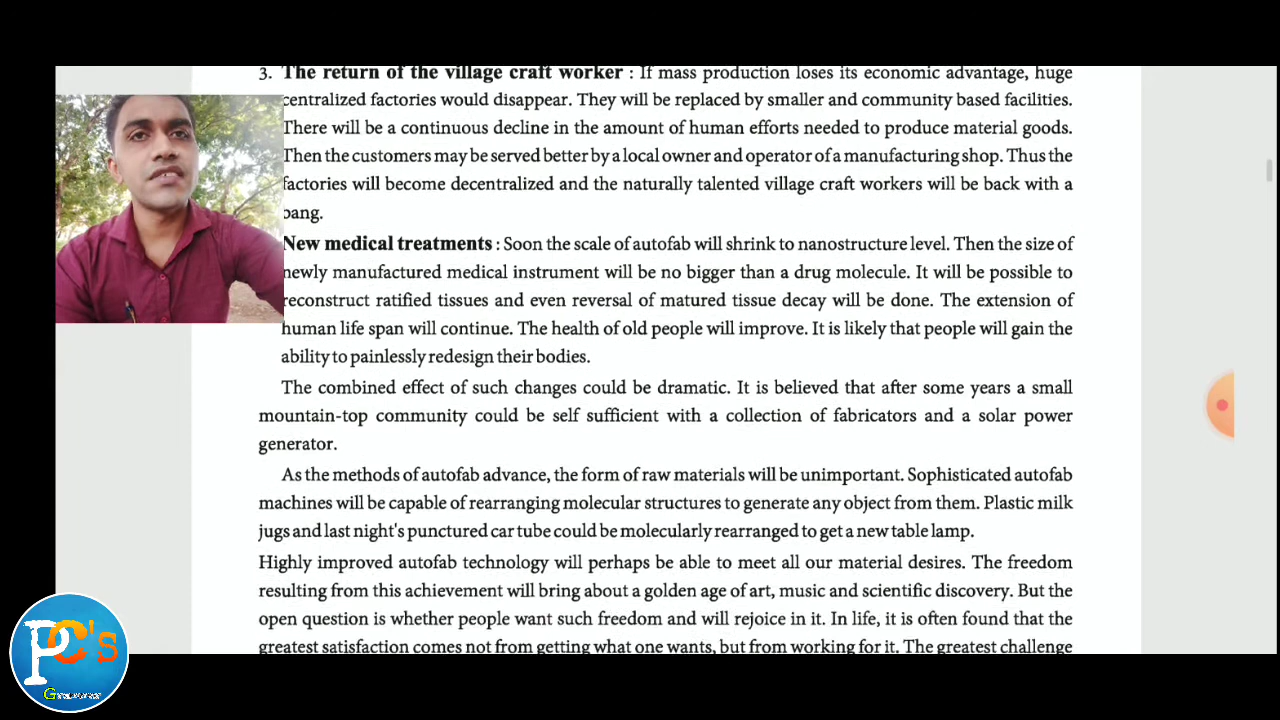 3. The return of the village craft worker : If mass production loses its economic advantage, huge
centralized factories would disappear. They will be replaced by smaller and community based facilities.
There will be a continuous decline in the amount of human efforts needed to produce material goods.
Then the customers may be served better by a local owner and operator of a manufacturing shop. Thus the
factories will become decentralized and the naturally talented village craft workers will be back with a
bang.
New medical treatments : Soon the scale of autofab will shrink to nanostructure level. Then the size of
newly manufactured medical instrument will be no bigger than a drug molecule. It will be possible to
reconstruct ratified tissues and even reversal of matured tissue decay will be done. The extension of
human life span will continue. The health of old people will improve. It is likely that people will gain the
ability to painlessly redesign their bodies.
The combined effect of such changes could be dramatic. It is believed that after some years a small
mountain-top community could be self sufficient with a collection of fabricators and a solar power
generator.
As the methods of autofab advance, the form of raw materials will be unimportant. Sophisticated autofab
machines will be capable of rearranging molecular structures to generate any object from them. Plastic milk
jugs and last night's punctured car tube could be molecularly rearranged to get a new table lamp.
Highly improved autofab technology will perhaps be able to meet all our material desires. The freedom
resulting from this achievement will bring about a golden age of art, music and scientific discovery. But the
open question is whether people want such freedom and will rejoice in it. In life, it is often found that the
greatest satisfaction comes not from getting what one wants, but from working for it. The greatest challenge
PC's